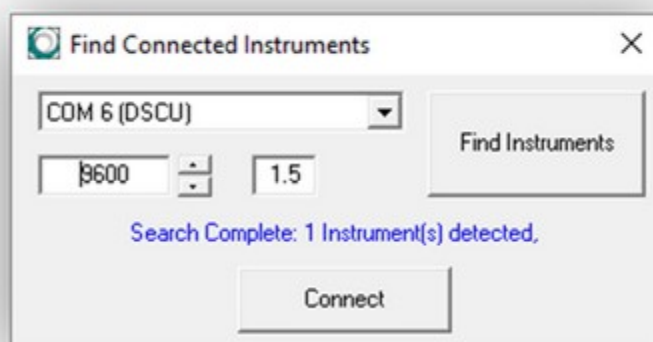 Find Connected Instruments
COM 6 (DSCU)
Find Instruments
9600
1.5
Search Complete: 1 Instrument(s) detected,
Connect